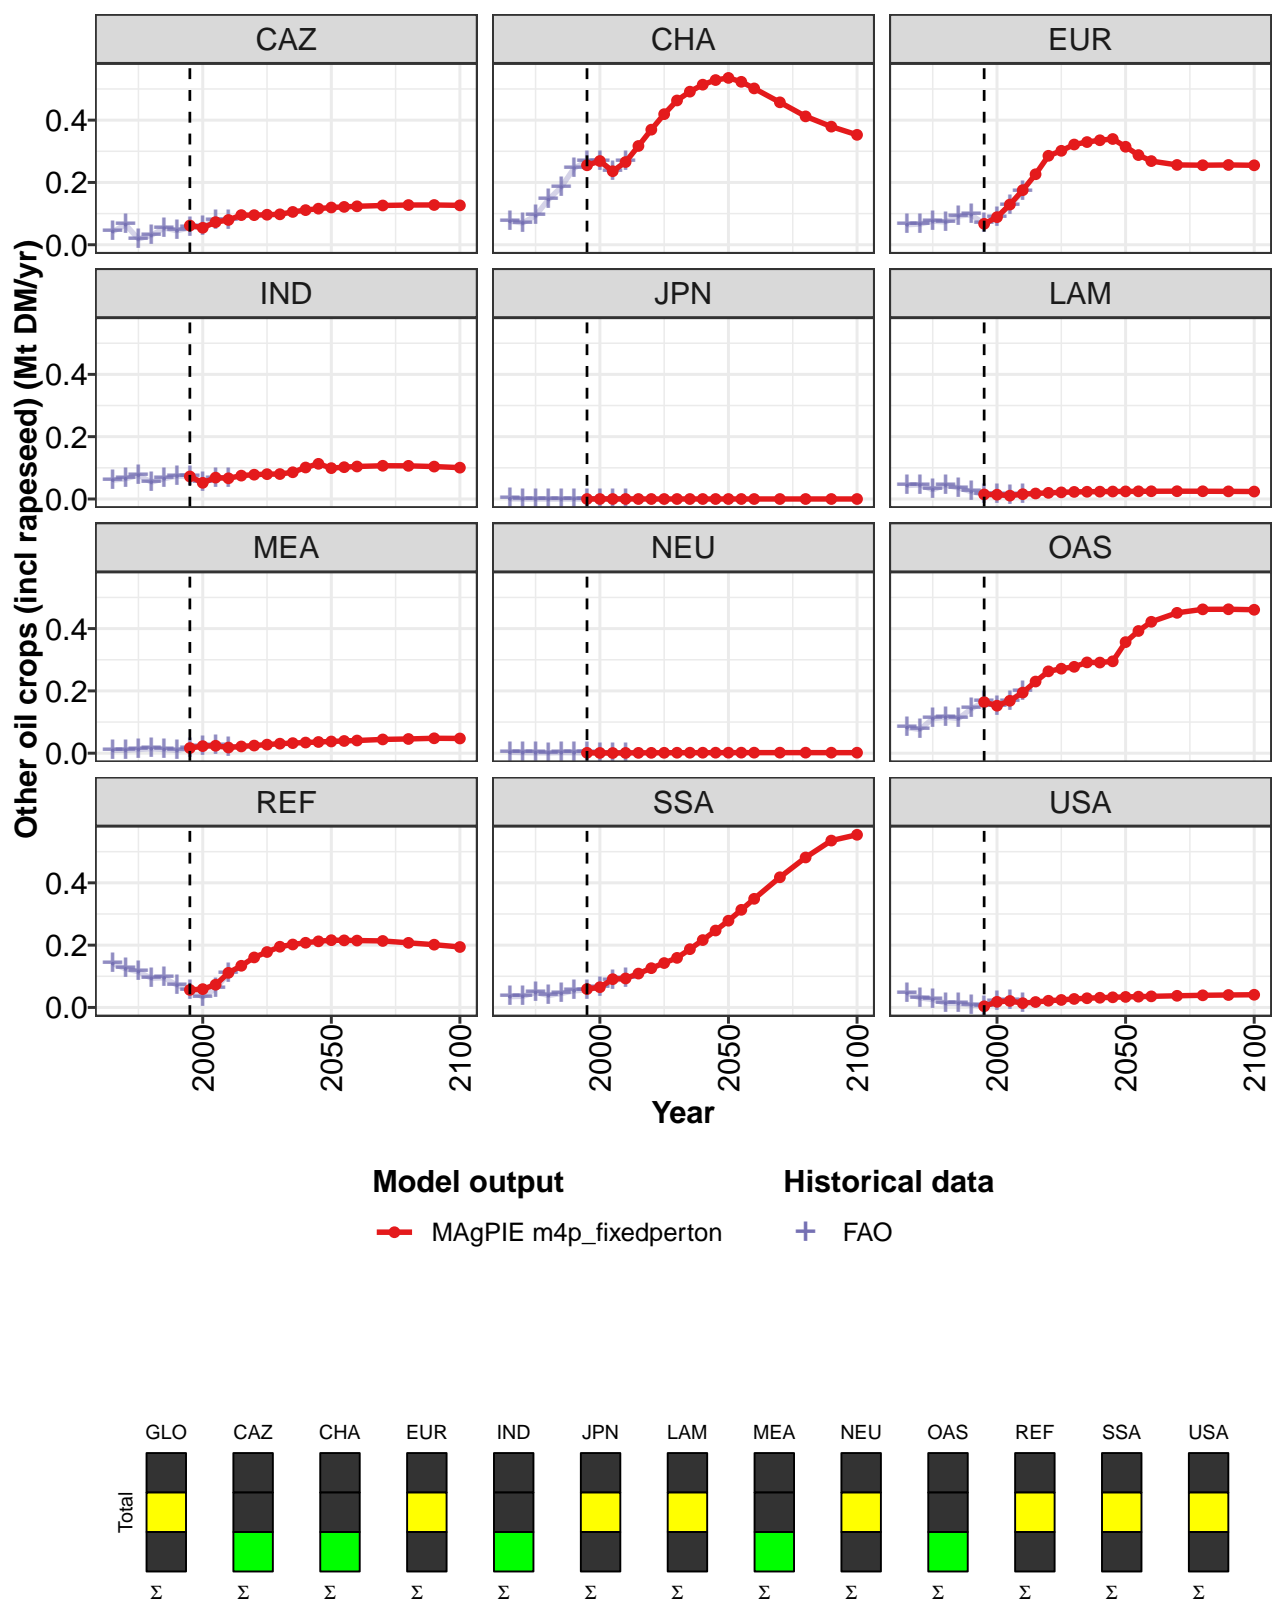 CAZ CHA EUR
0.4
0.2
0.0
IND JPN LAM
0.4
0.2
0.0
MEA NEU OAS
0.4
0.2
0.0
REF SSA USA
0.4
0.2
0.0
Other oil crops (incl rapeseed) (Mt DM/yr)
2000 2050 2100 2000 2050 2100 2000 2050 2100
Year
Model output Historical data
MAgPIE m4p_fixedperton FAO
GLO CAZ CHA EUR IND JPN LAM MEA NEU OAS REF SSA USA
Total
Σ Σ Σ Σ Σ Σ Σ Σ Σ Σ Σ Σ Σ